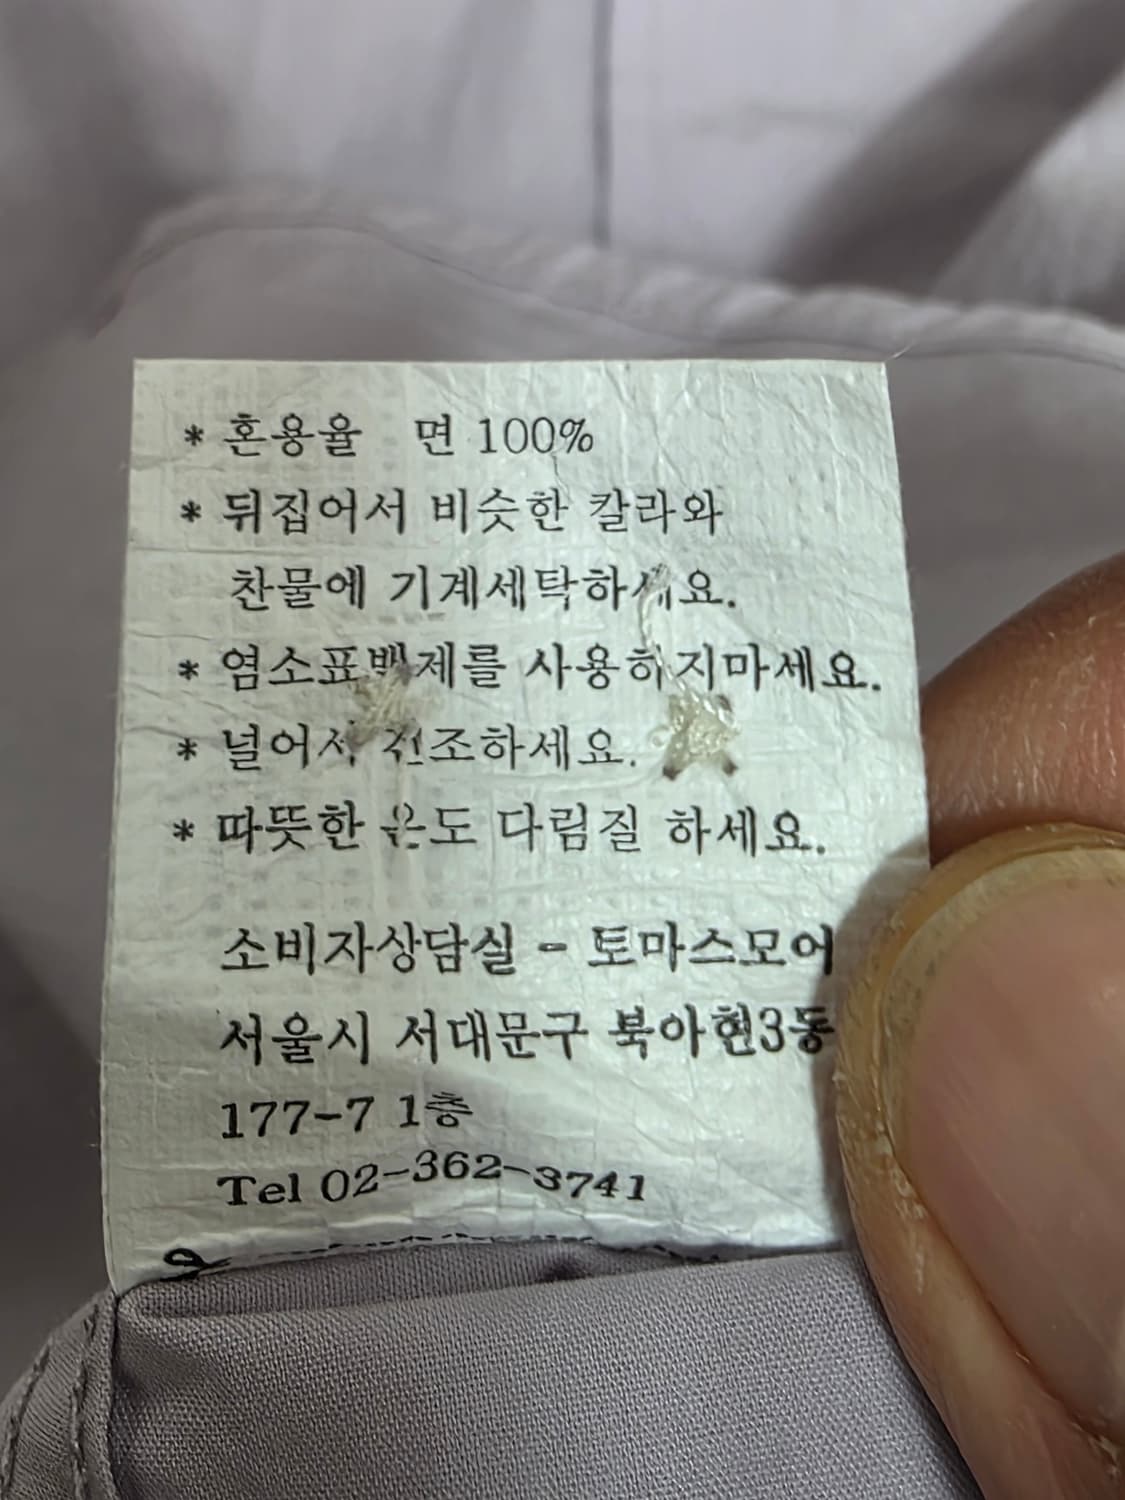 * 혼용율 면 100%
* 뒤집어서 비슷한 칼라와
찬물에 기계세탁하세요.
* 염소표백제를 사용하지마세요.
* 널어서 건조하세요.
* 따뜻한 온도 다림질 하세요.
소비자상담실 - 토마스모어
서울시 서대문구 북아현3동
177-7 1층
Tel 02-362-3741